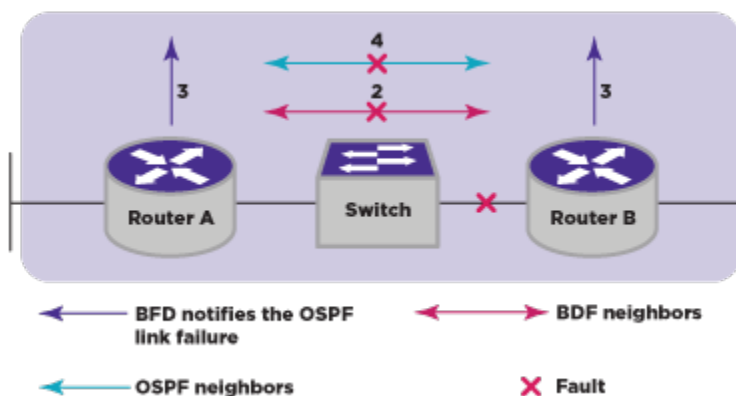 4
3
2
3
Router A
Switch
Router B
BFD notifies the OSPF
link failure
BDF neighbors
OSPF neighbors
Fault